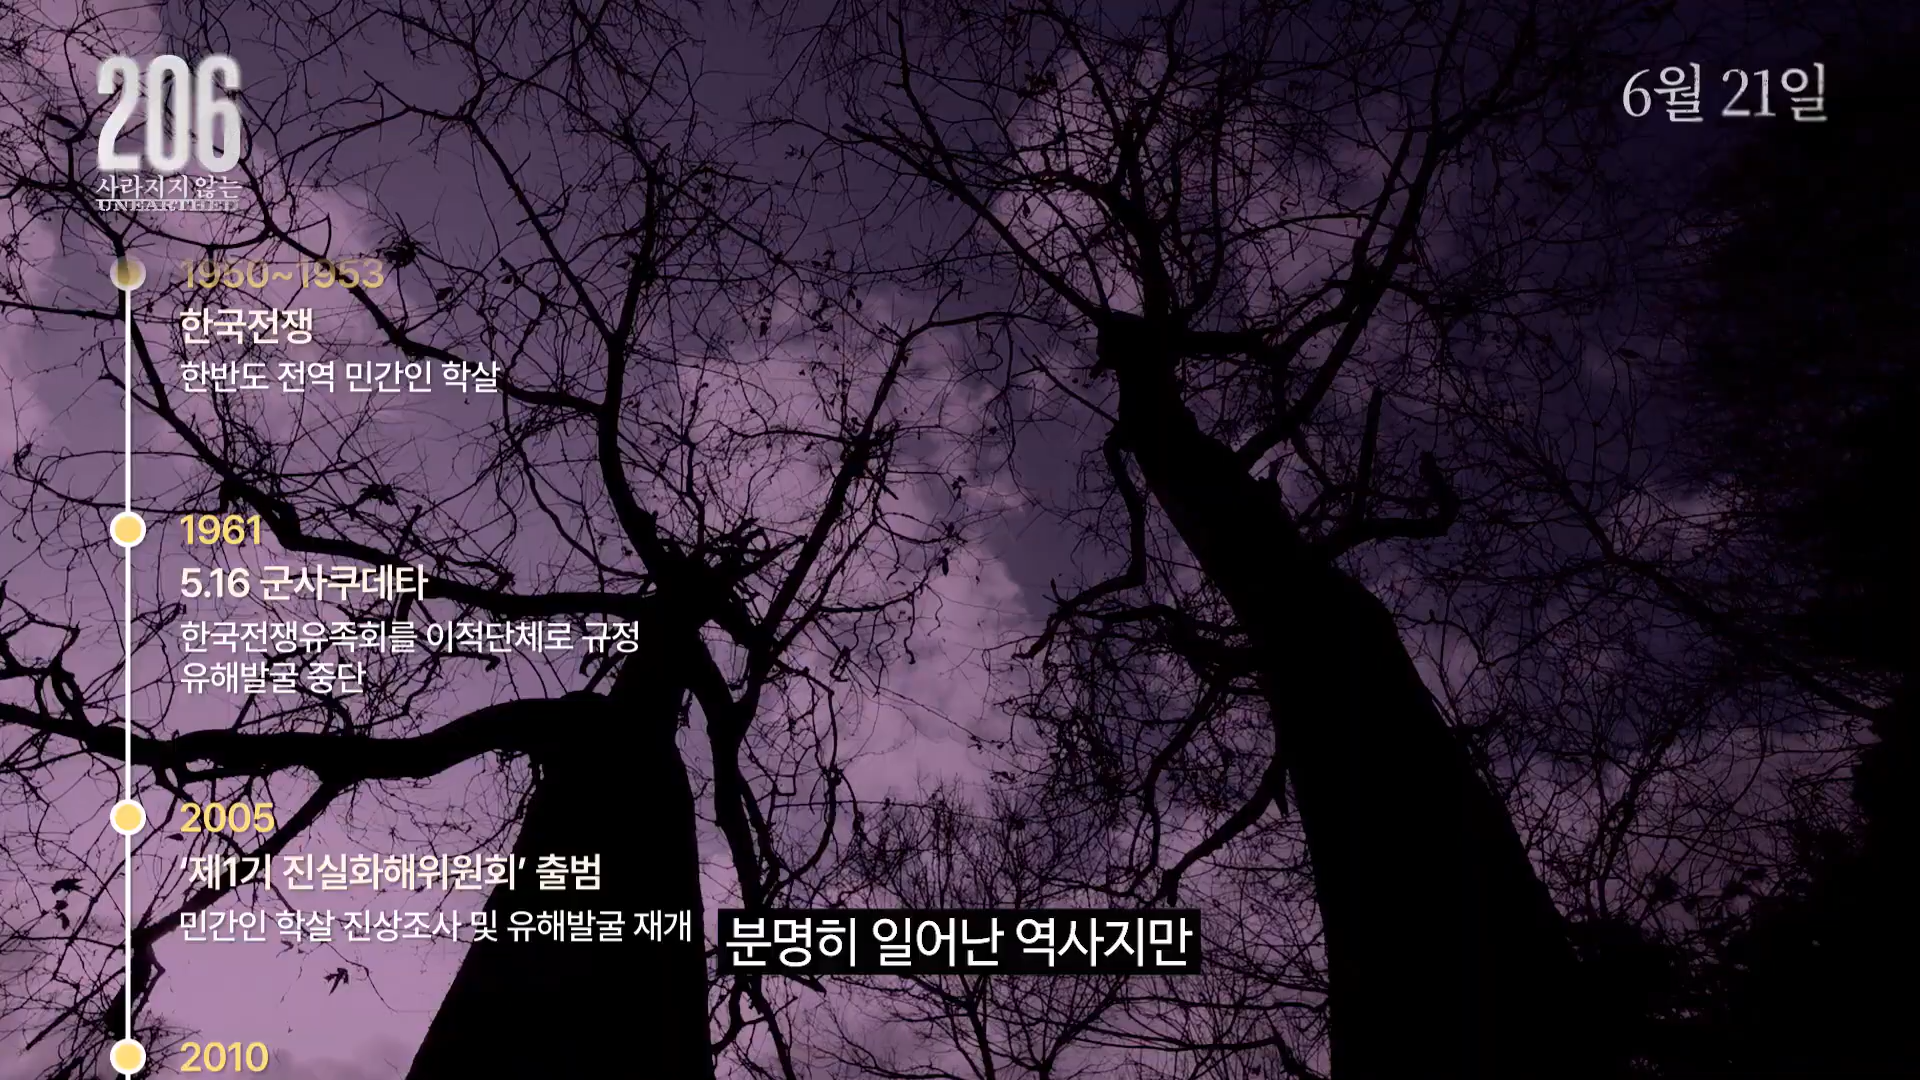 206
사라지지 않는
UNEARTHED
6월 21일
1950~1953
한국전쟁
한반도 전역 민간인 학살
1961
5.16 군사쿠데타
한국전쟁유족회를 이적단체로 규정
유해발굴 중단
2005
‘제1기 진실화해위원회’ 출범
민간인 학살 진상조사 및 유해발굴 재개
분명히 일어난 역사지만
2010